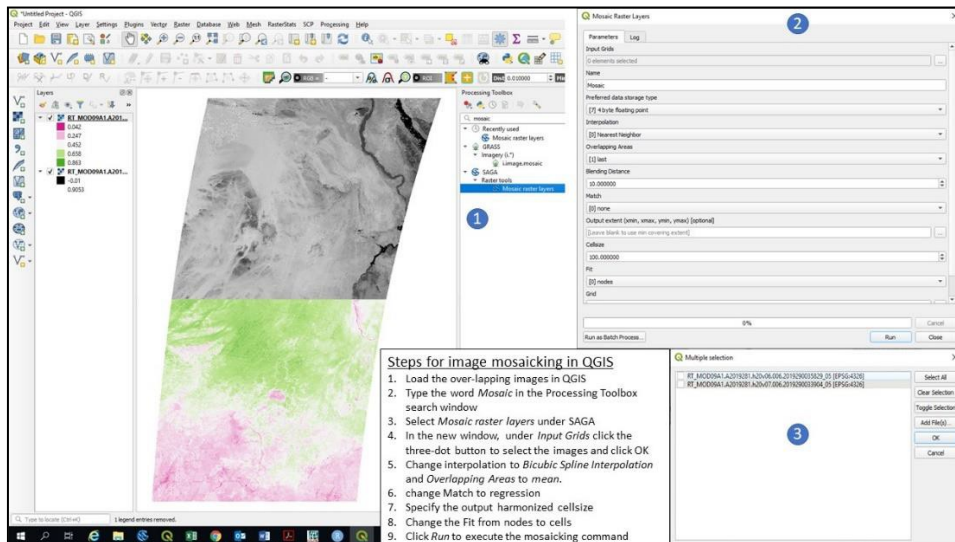 *Untitled Project - QGIS
Project Edit View Layer Settings Plugins Vector Raster Database Web Mesh RasterStats SCP Processing Help
Layers
RT_MOD09A1.A201...
0.042
0.247
0.452
0.658
0.863
RT_MOD09A1.A201...
-0.01
0.9053
Processing Toolbox
mosaic
Recently used
Mosaic raster layers
GRASS
Imagery (i.*)
i.image.mosaic
SAGA
Raster tools
Mosaic raster layers
1
Type to locate (Ctrl+K)
1 legend entries removed.
Mosaic Raster Layers
2
Parameters Log
Input Grids
0 elements selected
Name
Mosaic
Preferred data storage type
[7] 4 byte floating point
Interpolation
[0] Nearest Neighbor
Overlapping Areas
[1] last
Blending Distance
10.000000
Match
[0] none
Output extent (xmin, xmax, ymin, ymax) [optional]
[Leave blank to use min covering extent]
Cellsize
100.000000
Fit
[0] nodes
Grid
0%
Cancel
Run as Batch Process...
Run
Close
Steps for image mosaicking in QGIS
1. Load the over-lapping images in QGIS
2. Type the word Mosaic in the Processing Toolbox
search window
3. Select Mosaic raster layers under SAGA
4. In the new window, under Input Grids click the
three-dot button to select the images and click OK
5. Change interpolation to Bicubic Spline Interpolation
and Overlapping Areas to mean.
6. change Match to regression
7. Specify the output harmonized cellsize
8. Change the Fit from nodes to cells
9. Click Run to execute the mosaicking command
Multiple selection
RT_MOD09A1.A2019281.h20v06.006.2019290035829_05 [EPSG:4326]
RT_MOD09A1.A2019281.h20v07.006.2019290033904_05 [EPSG:4326]
3
Select All
Clear Selection
Toggle Selection
Add File(s)...
OK
Cancel